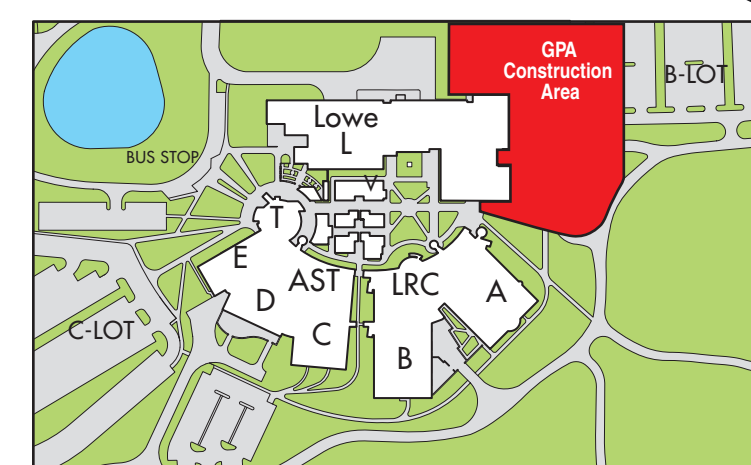 GPA
Construction
Area
B-LOT
Lowe
L
BUS STOP
V
T
E
AST
D
C
LRC
A
B
C-LOT